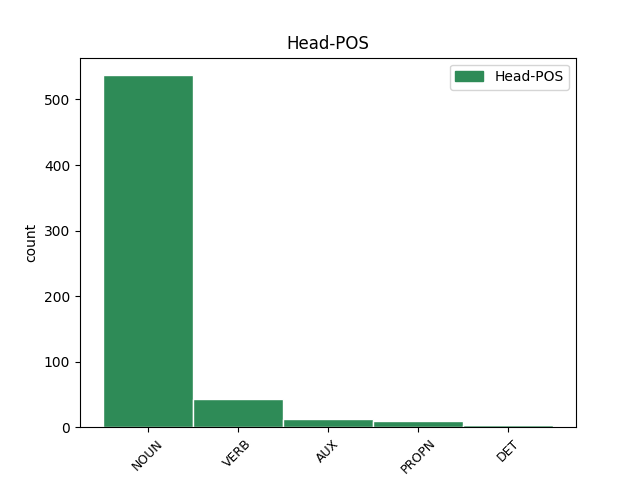 Head-POS
Head-POS
500
400
300
200
100
0
count
NOUN
VERB
AUX
PROPN
DET